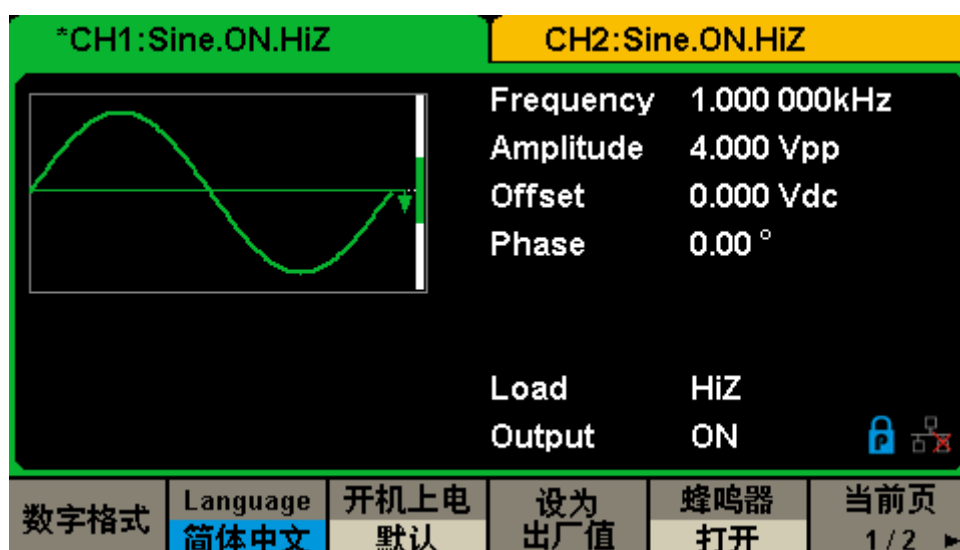 *CH1:Sine.ON.HiZ
CH2:Sine.ON.HiZ
Frequency 1.000 000kHz
Amplitude 4.000 Vpp
Offset 0.000 Vdc
Phase 0.00 °
Load HiZ
Output ON
P
数字格式
Language
简体中文
开机上电
默认
设为
出厂值
蜂鸣器
打开
当前页
1/2 ►